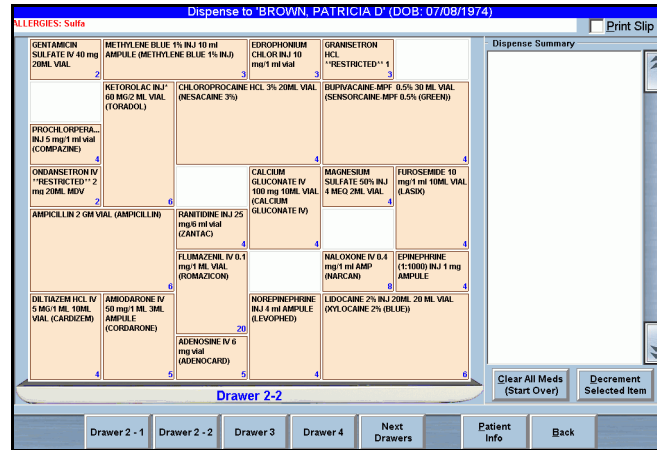 Dispense to 'BROWN, PATRICIA D' (DOB: 07/08/1974)
ALLERGIES: Sulfa
Print Slip
GENTAMICIN
SULFATE IV 40 mg
20ML VIAL
2
METHYLENE BLUE 1% INJ 10 ml
AMPULE (METHYLENE BLUE 1% INJ)
3
EDROPHONIUM
CHLOR INJ 10
mg/1 ml vial
3
GRANISETRON
HCL
**RESTRICTED** 1
3
Dispense Summary
KETOROLAC INJ*
60 MG/2 ML VIAL
(TORADOL)
6
CHLOROPROCAINE HCL 3% 20ML VIAL
(NESACAINE 3%)
4
BUPIVACAINE-MPF 0.5% 30 ML VIAL
(SENSORCAINE-MPF 0.5% (GREEN))
4
PROCHLORPERA...
INJ 5 mg/1 ml vial
(COMPAZINE)
4
ONDANSETRON IV
**RESTRICTED** 2
mg 20ML MDV
2
CALCIUM
GLUCONATE IV
100 mg 10ML VIAL
(CALCIUM
GLUCONATE IV)
4
MAGNESIUM
SULFATE 50% INJ
4 MEQ 2ML VIAL
4
FUROSEMIDE 10
mg/1 ml 10ML VIAL
(LASIX)
4
AMPICILLIN 2 GM VIAL (AMPICILLIN)
6
RANITIDINE INJ 25
mg/6 ml vial
(ZANTAC)
4
FLUMAZENIL IV 0.1
mg/1 ML VIAL
(ROMAZICON)
20
NALOXONE IV 0.4
mg/1 ml AMP
(NARCAN)
8
EPINEPHRINE
(1:1000) INJ 1 mg
AMPULE
4
DILTIAZEM HCL IV
5 MG/1 ML 10ML
VIAL (CARDIZEM)
4
AMIODARONE IV
50 mg/1 ML 3ML
AMPULE
(CORDARONE)
5
NOREPINEPHRINE
INJ 4 ml AMPULE
(LEVOPHED)
4
LIDOCAINE 2% INJ 20ML 20 ML VIAL
(XYLOCAINE 2% (BLUE))
6
ADENOSINE IV 6
mg vial
(ADENOCARD)
5
Clear All Meds
(Start Over)
Decrement
Selected Item
Drawer 2-2
Drawer 2 - 1
Drawer 2 - 2
Drawer 3
Drawer 4
Next
Drawers
Patient
Info
Back